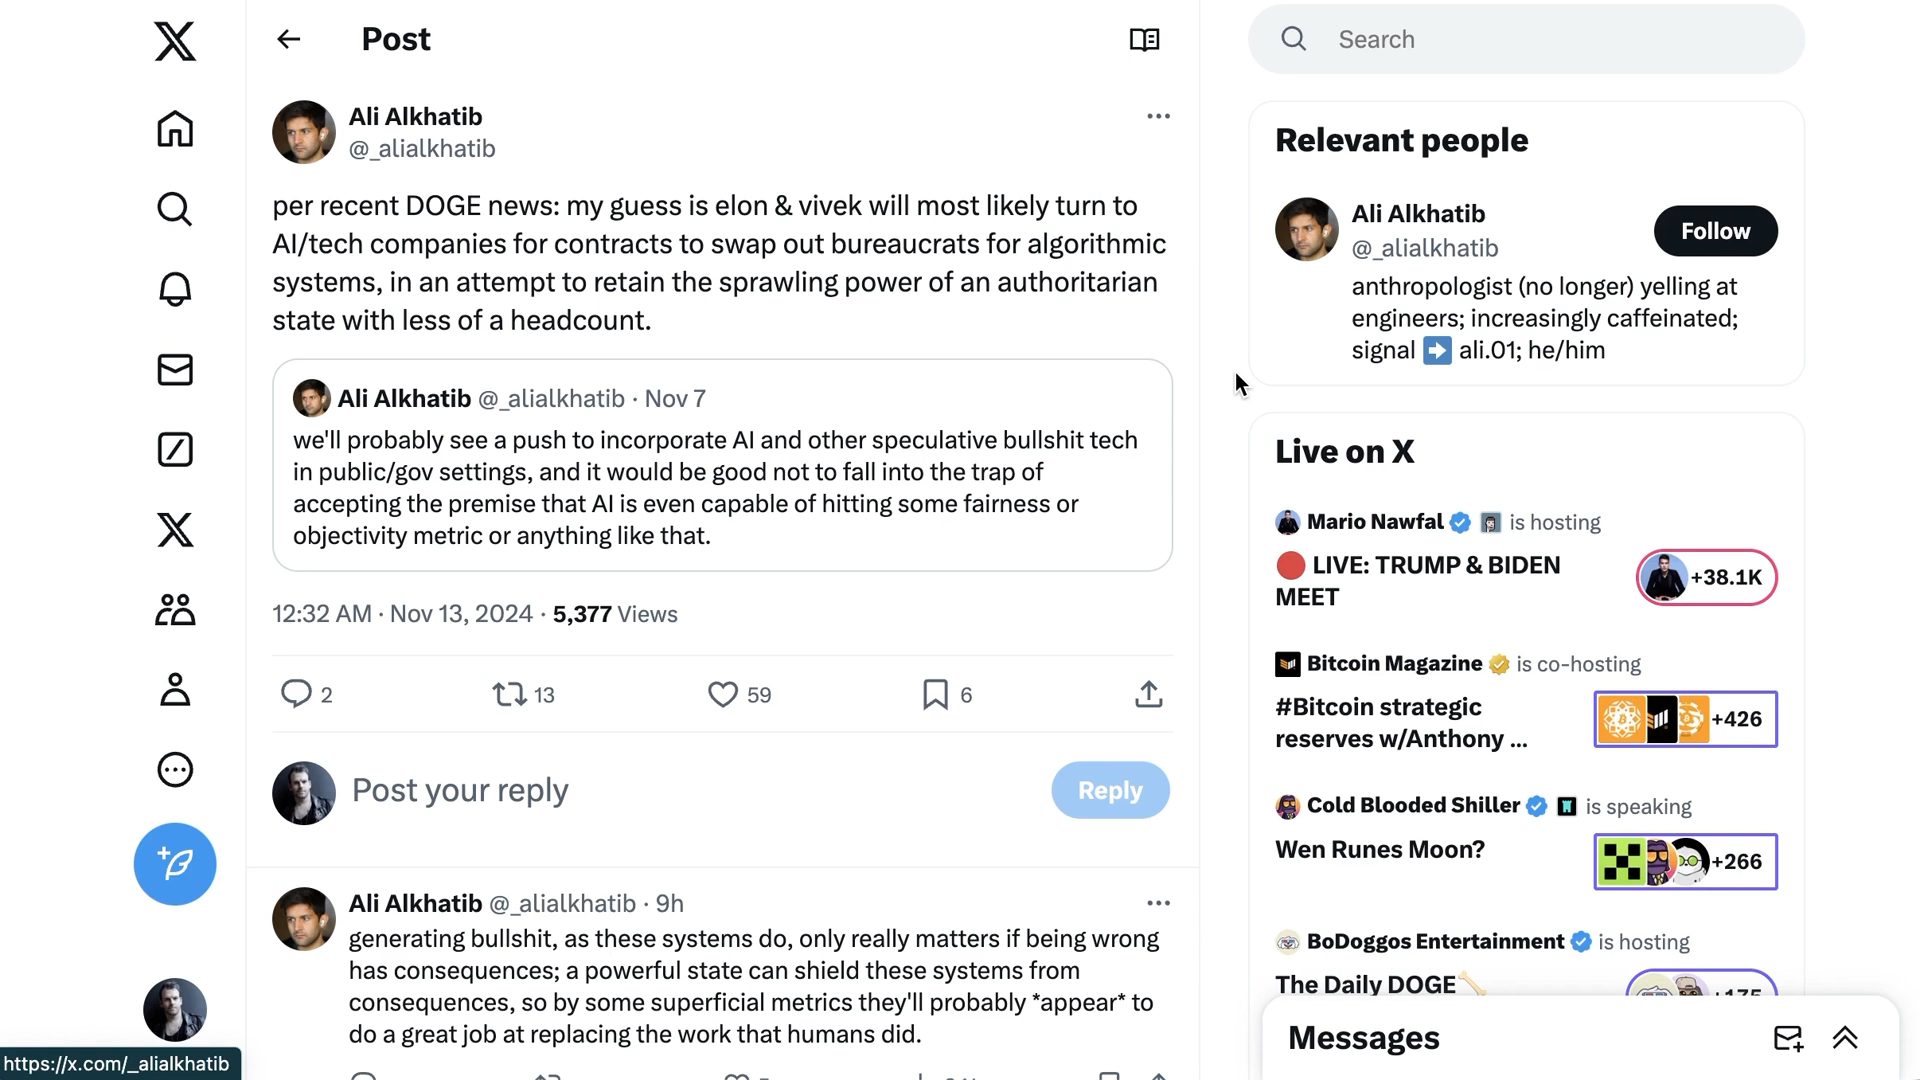 Post
Search
Ali Alkhatib
@_alialkhatib
per recent DOGE news: my guess is elon & vivek will most likely turn to
AI/tech companies for contracts to swap out bureaucrats for algorithmic
systems, in an attempt to retain the sprawling power of an authoritarian
state with less of a headcount.
Ali Alkhatib @_alialkhatib · Nov 7
we'll probably see a push to incorporate AI and other speculative bullshit tech
in public/gov settings, and it would be good not to fall into the trap of
accepting the premise that AI is even capable of hitting some fairness or
objectivity metric or anything like that.
12:32 AM · Nov 13, 2024 · 5,377 Views
2 13 59 6
Post your reply
Reply
Ali Alkhatib @_alialkhatib · 9h
generating bullshit, as these systems do, only really matters if being wrong
has consequences; a powerful state can shield these systems from
consequences, so by some superficial metrics they'll probably *appear* to
do a great job at replacing the work that humans did.
Relevant people
Ali Alkhatib
@_alialkhatib
Follow
anthropologist (no longer) yelling at
engineers; increasingly caffeinated;
signal ➡️ ali.01; he/him
Live on X
Mario Nawfal is hosting
🔴 LIVE: TRUMP & BIDEN
MEET
+38.1K
Bitcoin Magazine is co-hosting
#Bitcoin strategic
reserves w/Anthony ...
+426
Cold Blooded Shiller is speaking
Wen Runes Moon?
+266
BoDoggos Entertainment is hosting
The Daily DOGE🦴
Messages
https://x.com/_alialkhatib